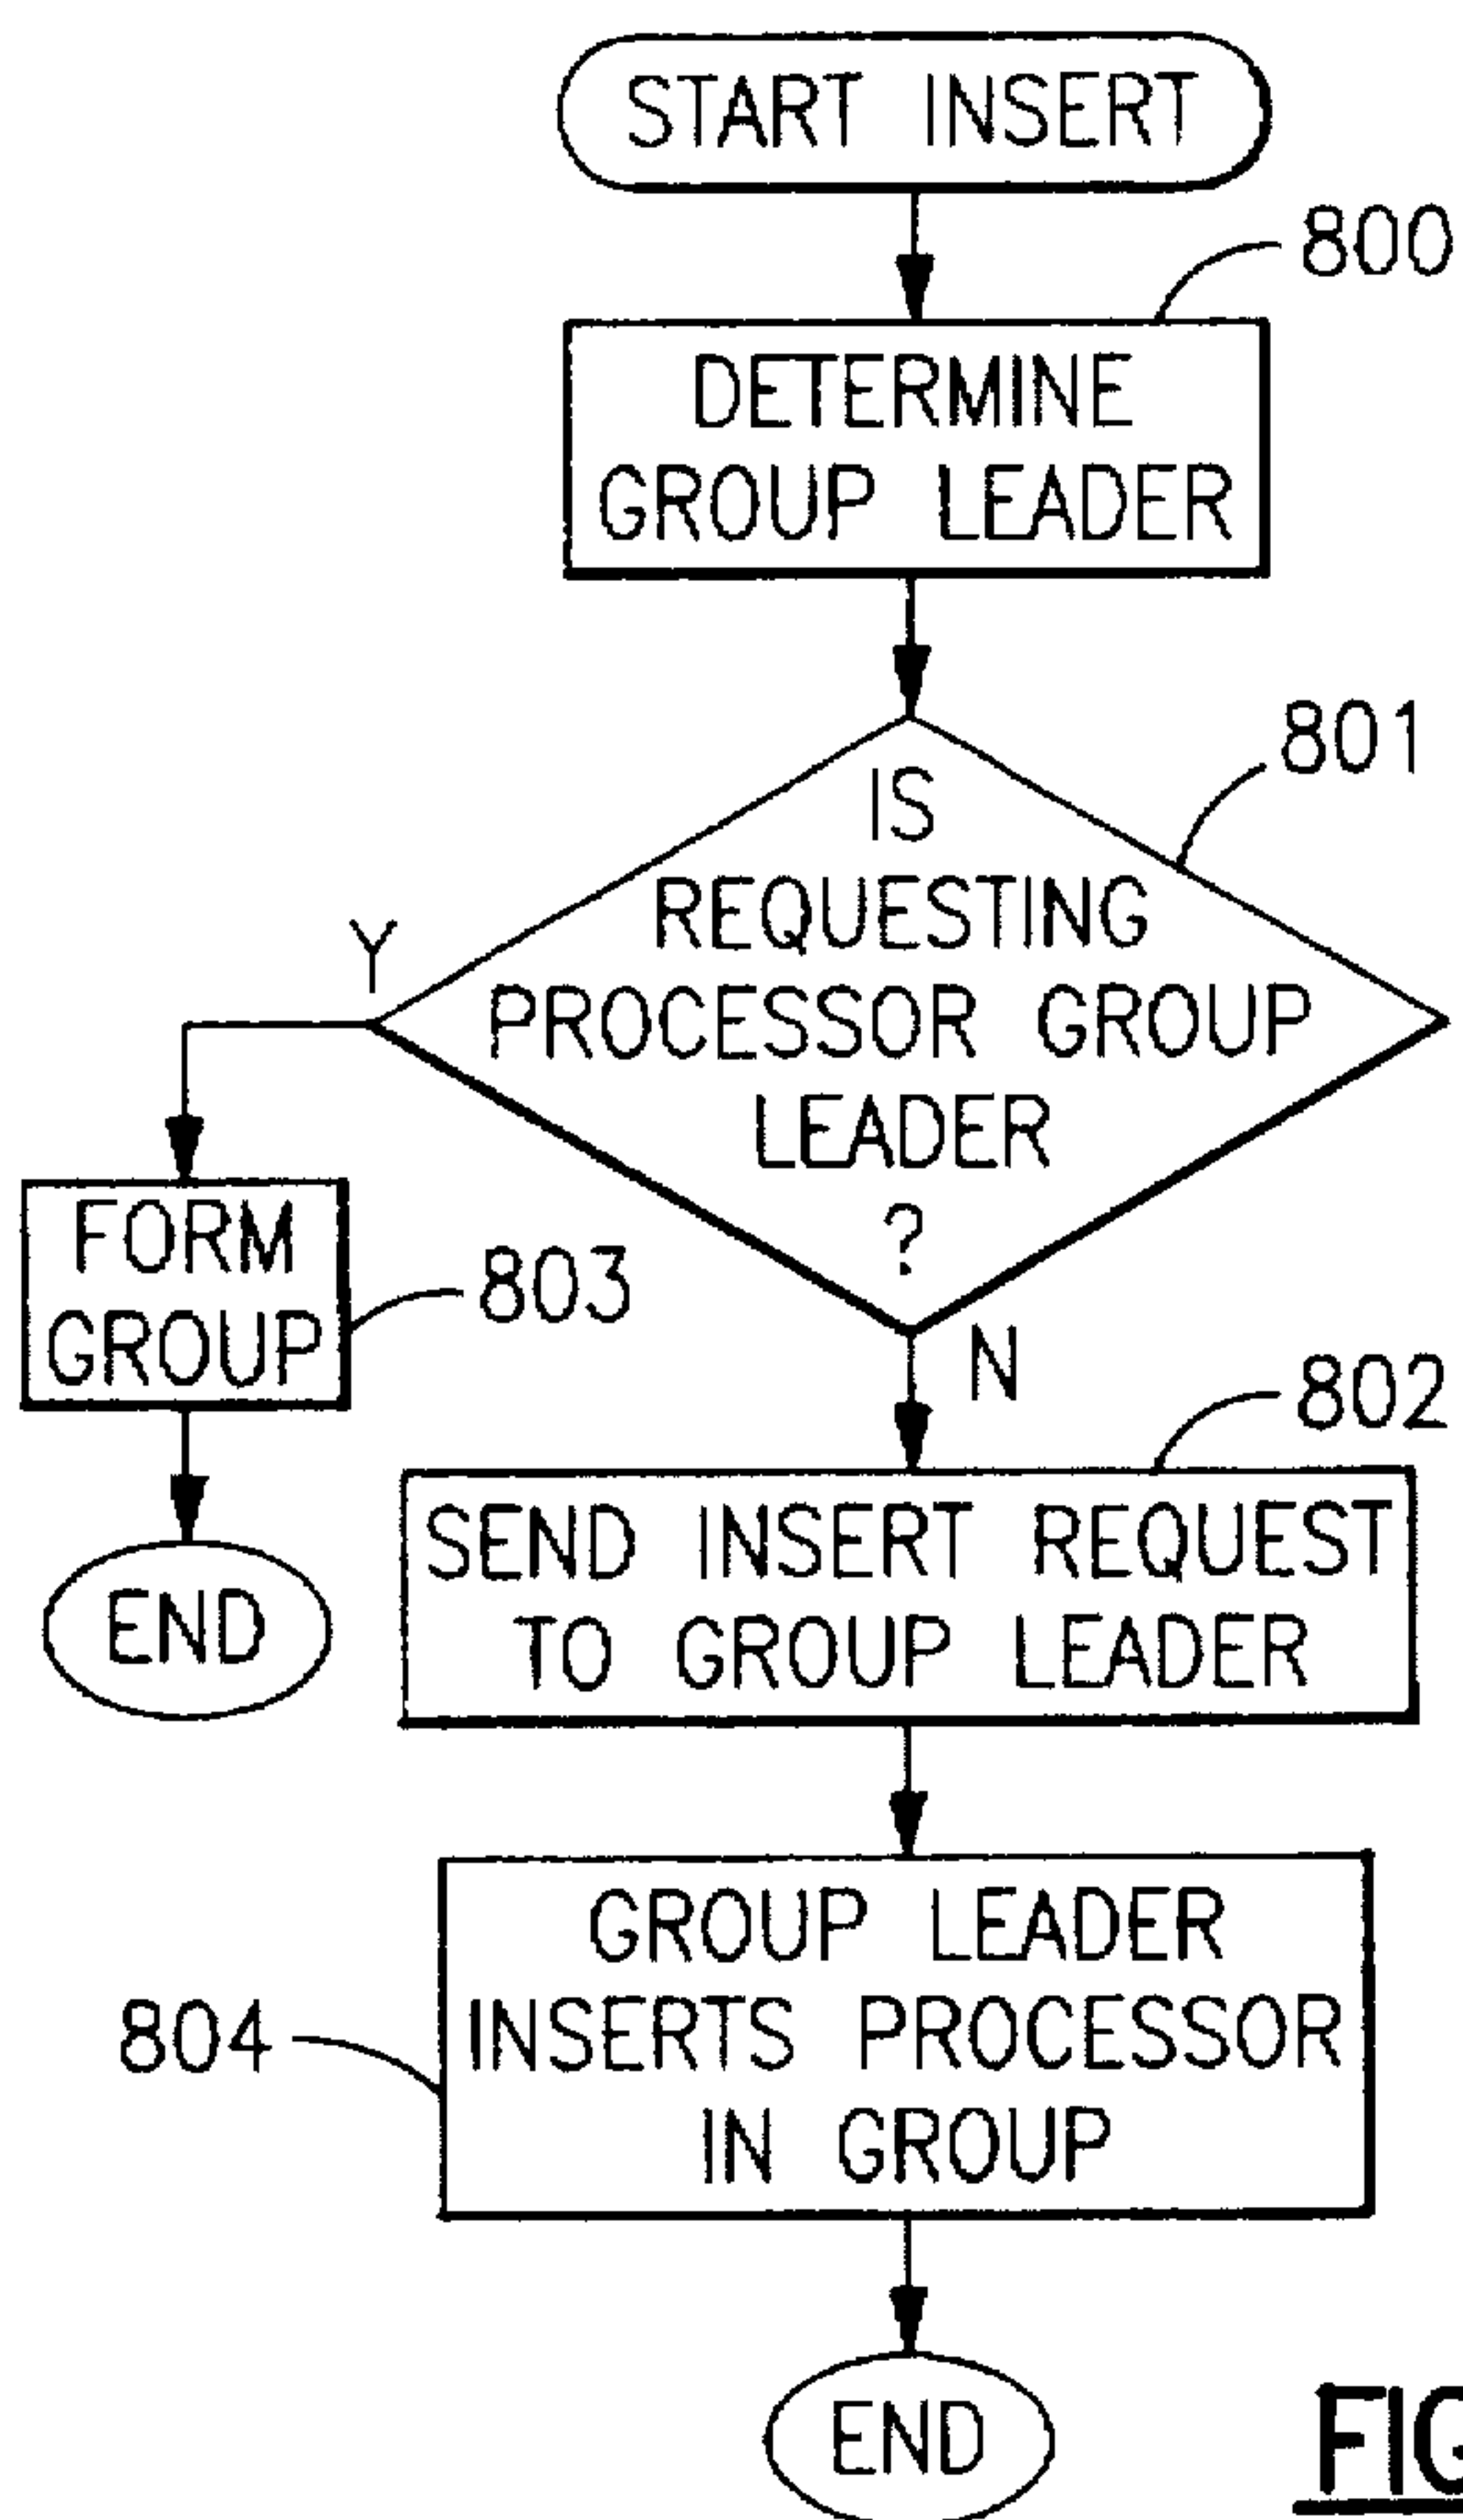 START INSERT
800
DETERMINE
GROUP LEADER
801
IS
REQUESTING
PROCESSOR GROUP
LEADER
?
Y
N
FORM
GROUP
803
END
802
SEND INSERT REQUEST
TO GROUP LEADER
804
GROUP LEADER
INSERTS PROCESSOR
IN GROUP
END